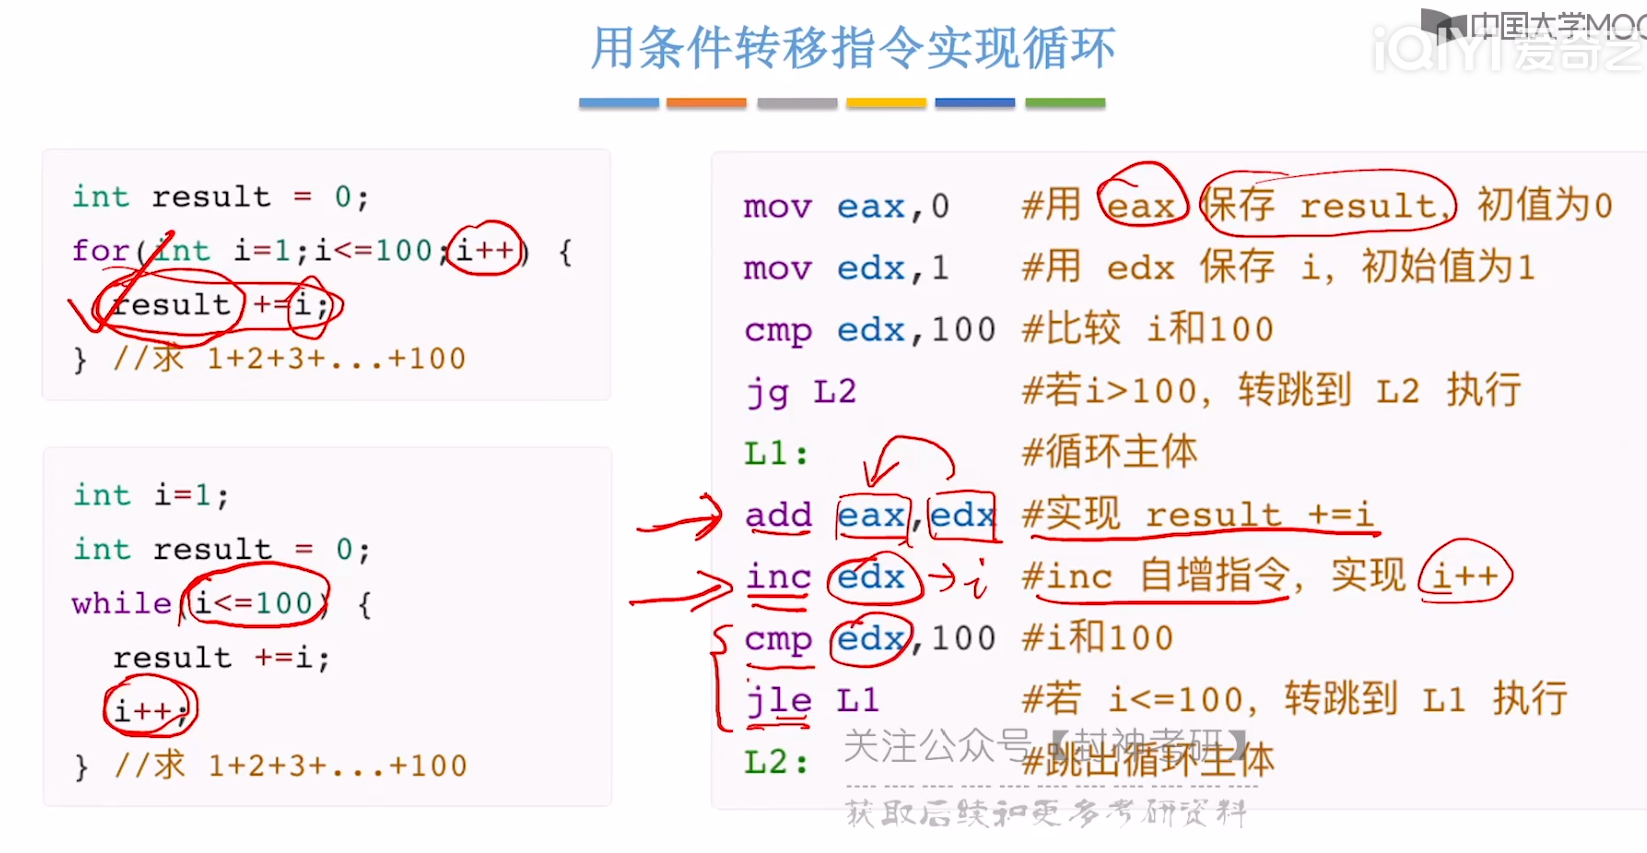 中国大学MOO
iQIYI 爱奇艺
用条件转移指令实现循环
int result = 0;
for(int i=1;i<=100;i++) {
result +=i;
} //求 1+2+3+...+100
int i=1;
int result = 0;
while(i<=100) {
result +=i;
i++;
} //求 1+2+3+...+100
mov eax,0 #用 eax 保存 result，初值为0
mov edx,1 #用 edx 保存 i，初始值为1
cmp edx,100 #比较 i和100
jg L2 #若i>100，转跳到 L2 执行
L1: #循环主体
add eax,edx #实现 result +=i
inc edx →i #inc 自增指令，实现 i++
cmp edx,100 #i和100
jle L1 #若 i<=100，转跳到 L1 执行
关注公众号【封神考研】
L2: #跳出循环主体
获取后续和更多考研资料